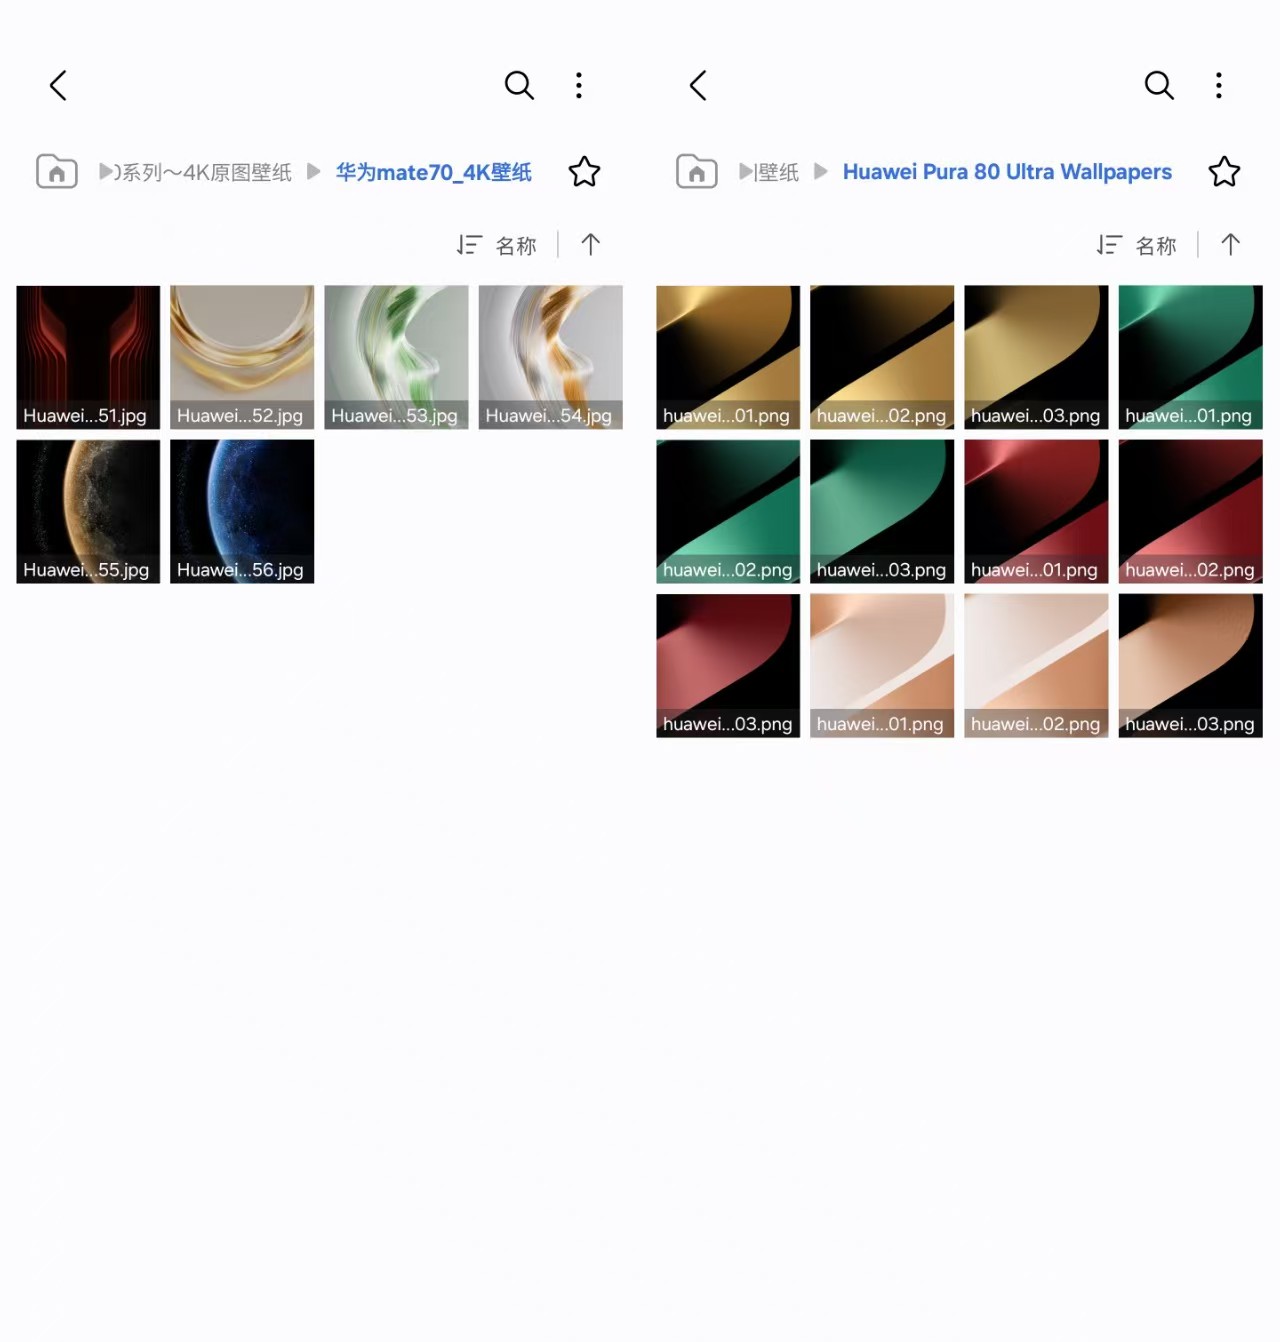 系列～4K原图壁纸 华为mate70_4K壁纸
名称
Huawei...51.jpg Huawei...52.jpg Huawei...53.jpg Huawei...54.jpg
Huawei...55.jpg Huawei...56.jpg
壁纸 Huawei Pura 80 Ultra Wallpapers
名称
huawei...01.png huawei...02.png huawei...03.png huawei...01.png
huawei...02.png huawei...03.png huawei...01.png huawei...02.png
huawei...03.png huawei...01.png huawei...02.png huawei...03.png